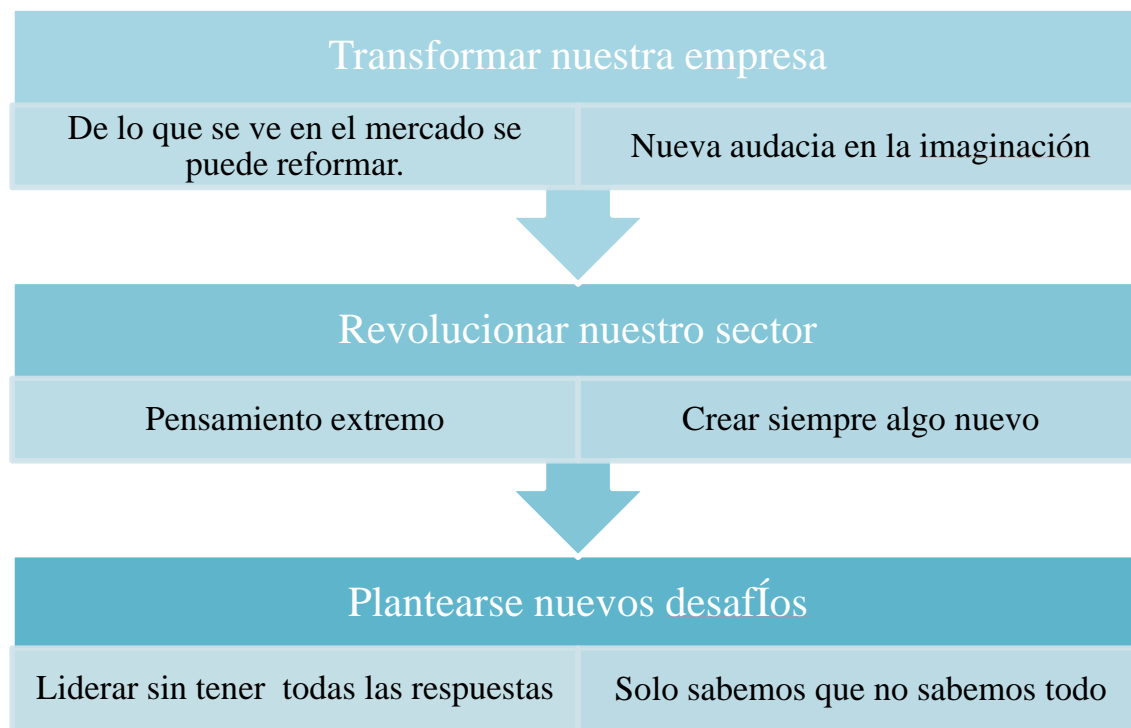 Transformar nuestra empresa
De lo que se ve en el mercado se
puede reformar.
Nueva audacia en la imaginación
Revolucionar nuestro sector
Pensamiento extremo
Crear siempre algo nuevo
Plantearse nuevos desafÍos
Liderar sin tener  todas las respuestas
Solo sabemos que no sabemos todo